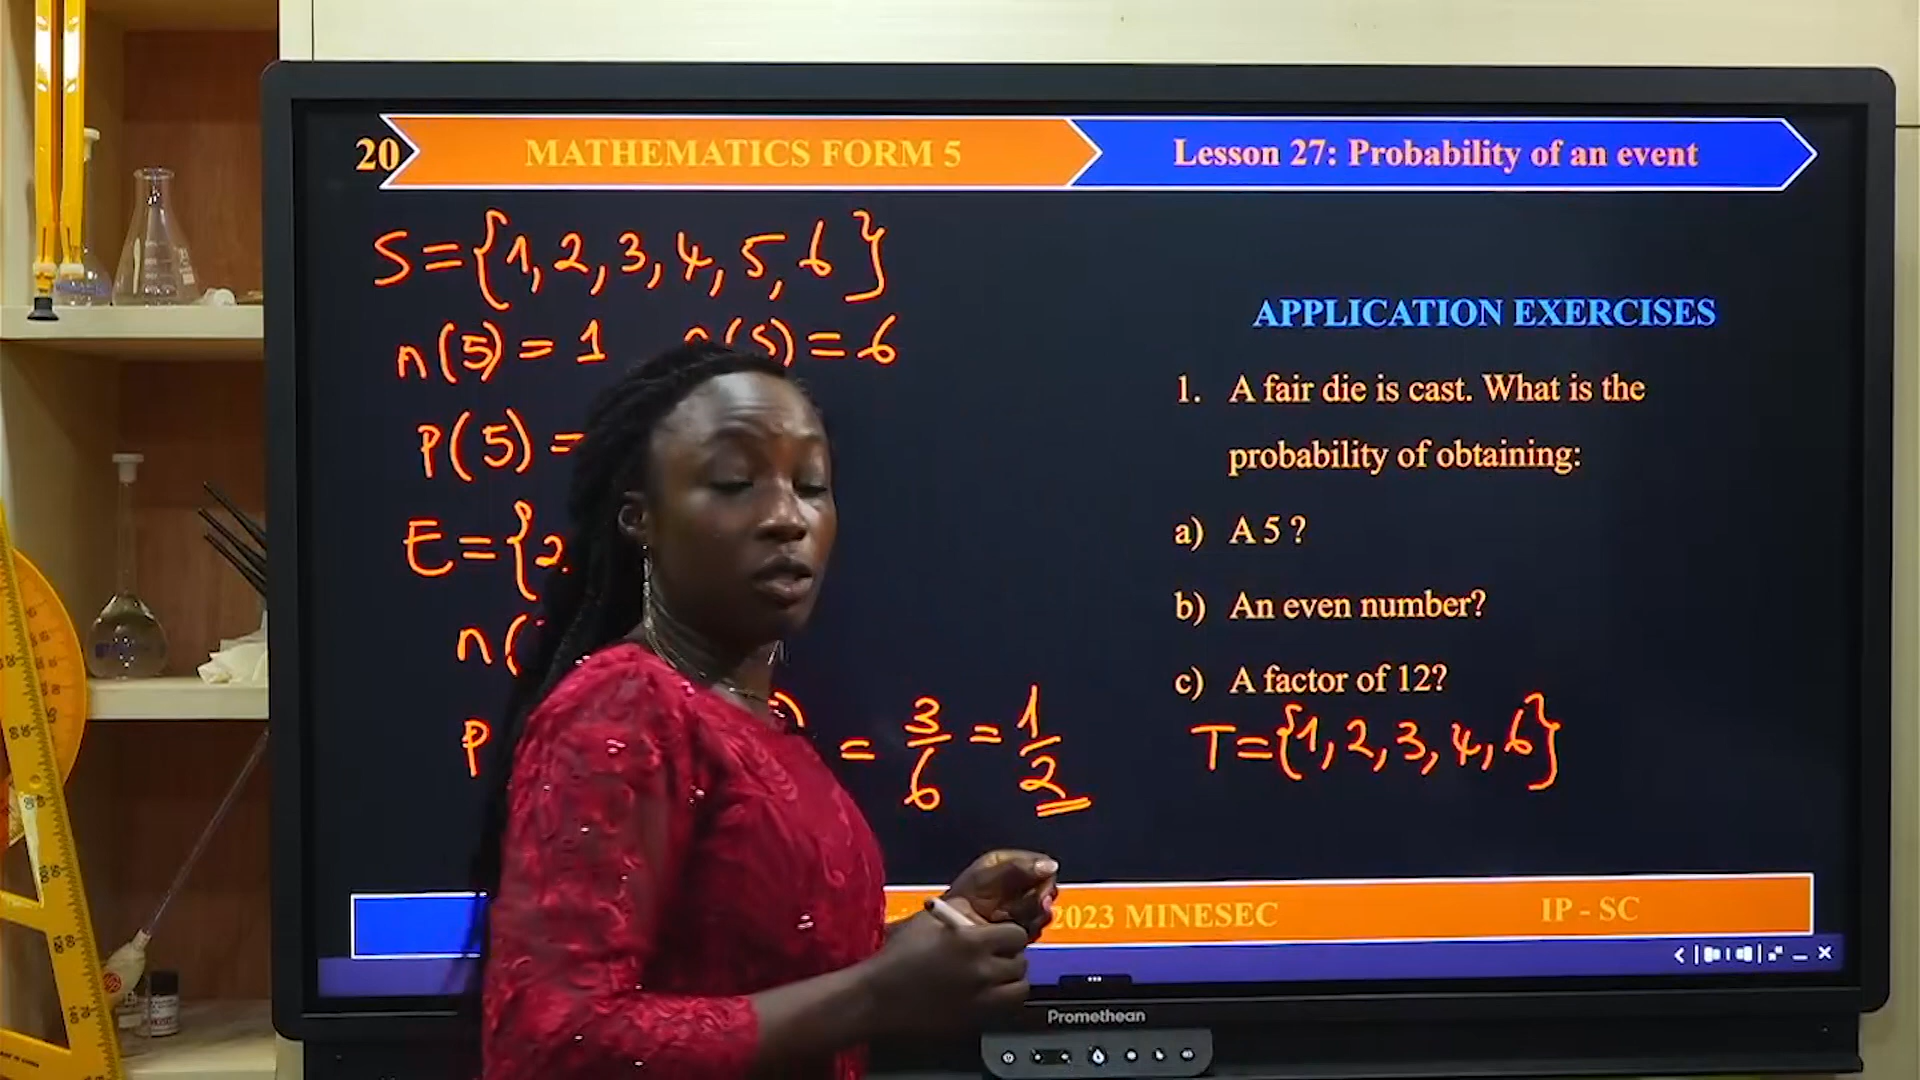 20 MATHEMATICS FORM 5 Lesson 27: Probability of an event
S={1,2,3,4,5,6}
n(5)=1 n(S)=6
P(5)=
E={2
n(
P = 3/6 = 1/2
APPLICATION EXERCISES
1. A fair die is cast. What is the
probability of obtaining:
a) A 5 ?
b) An even number?
c) A factor of 12?
T={1,2,3,4,6}
2023 MINESEC IP - SC
Promethean